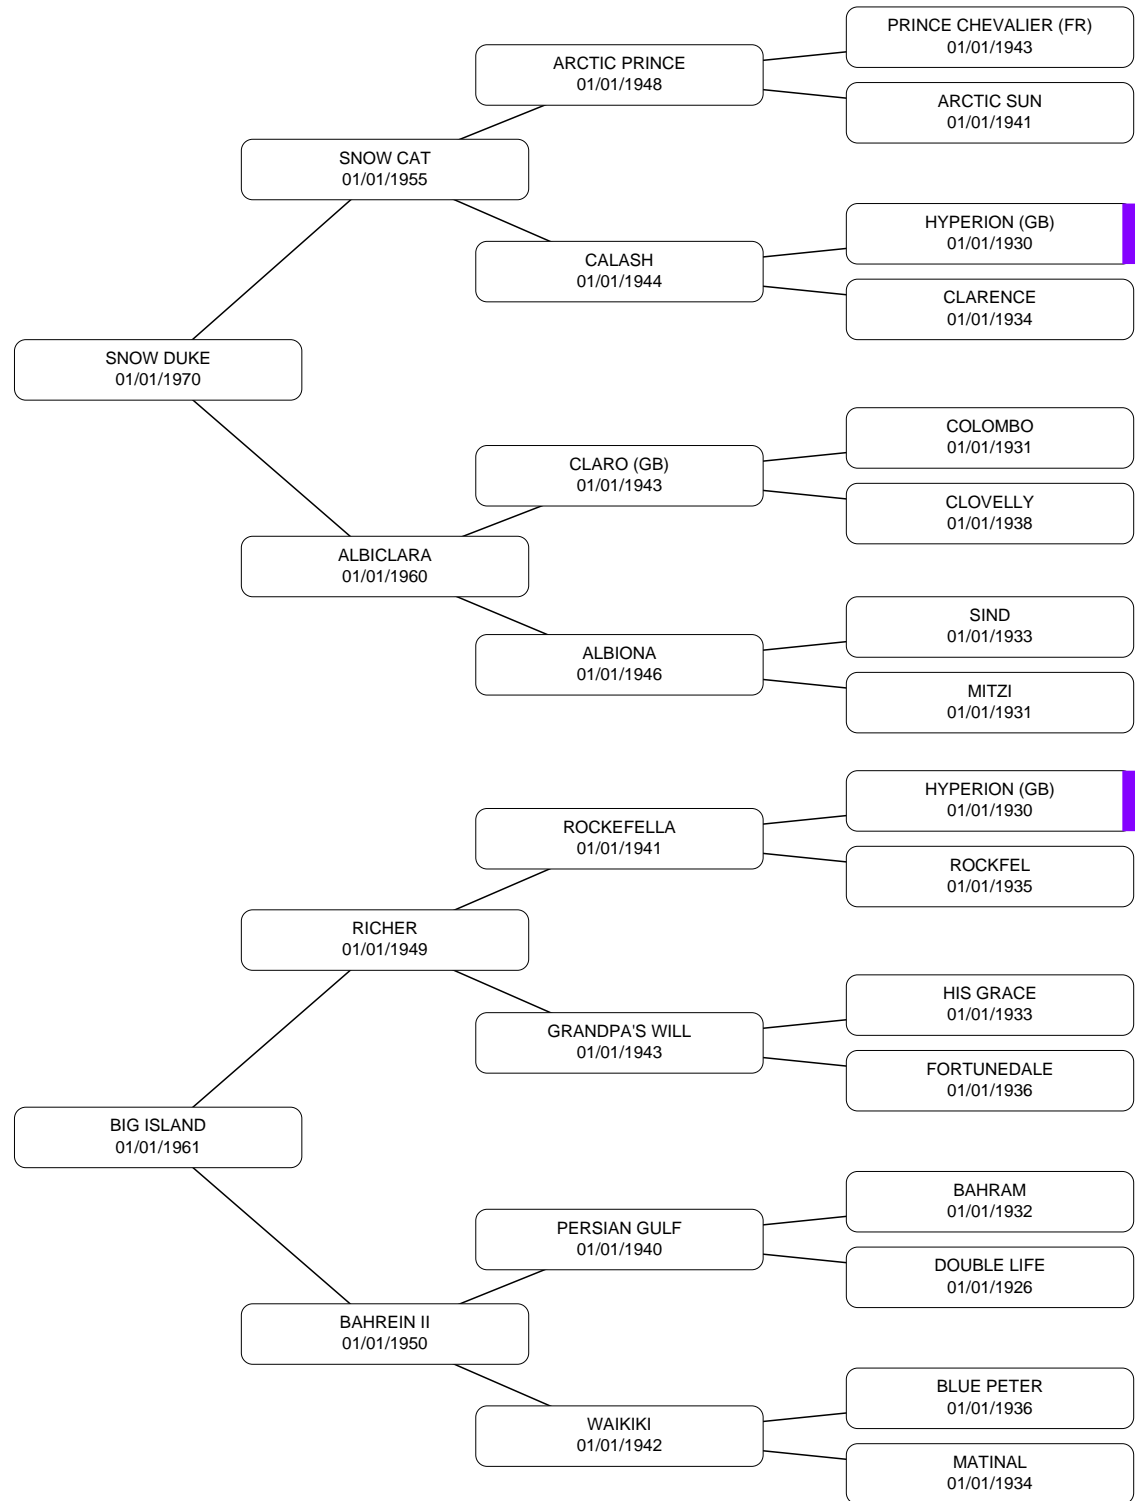 PRINCE CHEVALIER (FR)
01/01/1943
ARCTIC PRINCE
01/01/1948
ARCTIC SUN
01/01/1941
SNOW CAT
01/01/1955
HYPERION (GB)
01/01/1930
CALASH
01/01/1944
CLARENCE
01/01/1934
SNOW DUKE
01/01/1970
COLOMBO
01/01/1931
CLARO (GB)
01/01/1943
CLOVELLY
01/01/1938
ALBICLARA
01/01/1960
SIND
01/01/1933
ALBIONA
01/01/1946
MITZI
01/01/1931
HYPERION (GB)
01/01/1930
ROCKEFELLA
01/01/1941
ROCKFEL
01/01/1935
RICHER
01/01/1949
HIS GRACE
01/01/1933
GRANDPA'S WILL
01/01/1943
FORTUNEDALE
01/01/1936
BIG ISLAND
01/01/1961
BAHRAM
01/01/1932
PERSIAN GULF
01/01/1940
DOUBLE LIFE
01/01/1926
BAHREIN II
01/01/1950
BLUE PETER
01/01/1936
WAIKIKI
01/01/1942
MATINAL
01/01/1934